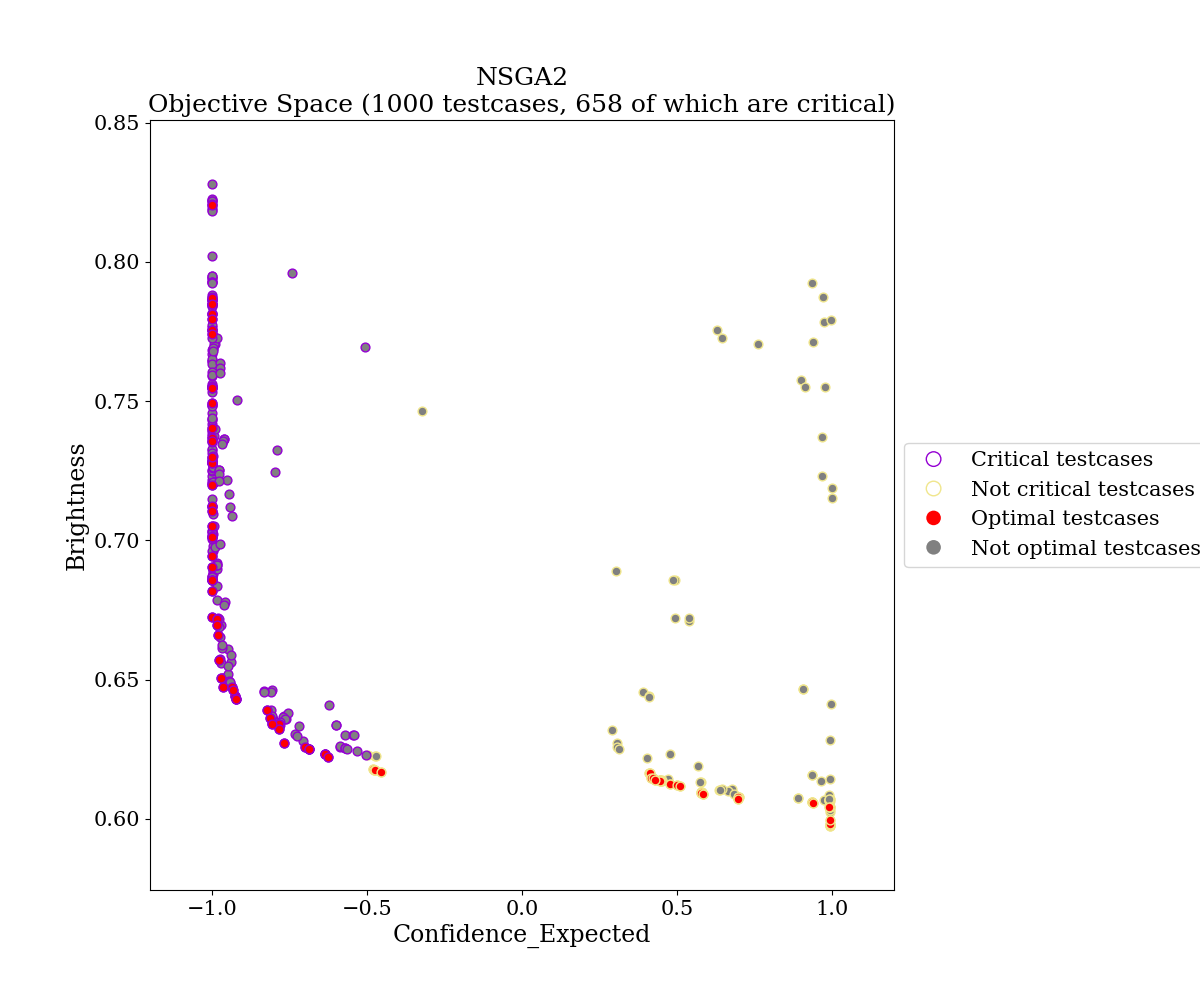 NSGA2
Objective Space (1000 testcases, 658 of which are critical)
0.85
0.80
0.75
0.70
0.65
0.60
Brightness
−1.0
−0.5
0.0
0.5
1.0
Confidence_Expected
Critical testcases
Not critical testcases
Optimal testcases
Not optimal testcases